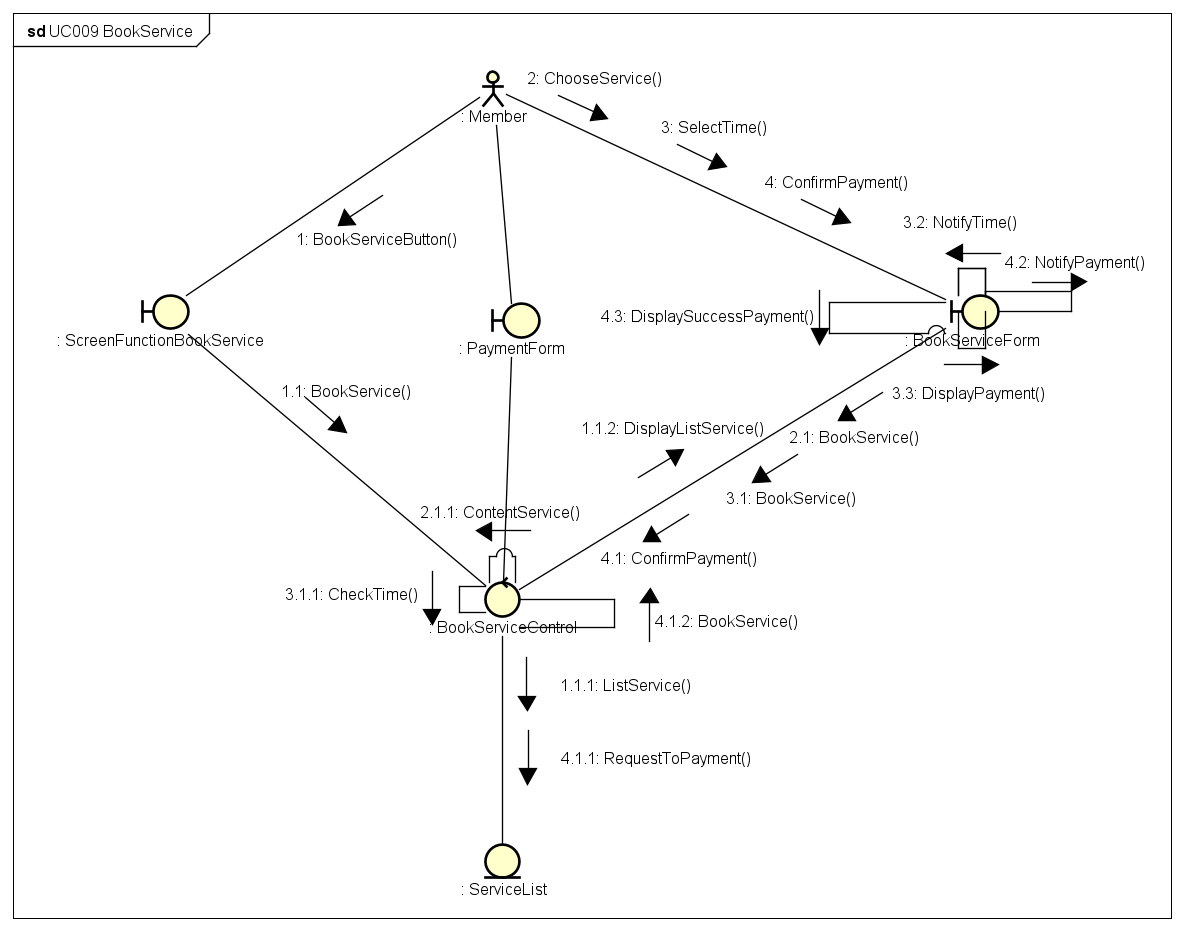 sd UC009 BookService
2: ChooseService()
: Member
3: SelectTime()
4: ConfirmPayment()
3.2: NotifyTime()
1: BookServiceButton()
4.2: NotifyPayment()
4.3: DisplaySuccessPayment()
: ScreenFunctionBookService
: PaymentForm
: BookServiceForm
1.1: BookService()
3.3: DisplayPayment()
1.1.2: DisplayListService()
2.1: BookService()
3.1: BookService()
2.1.1: ContentService()
4.1: ConfirmPayment()
3.1.1: CheckTime()
: BookServiceControl
4.1.2: BookService()
1.1.1: ListService()
4.1.1: RequestToPayment()
: ServiceList